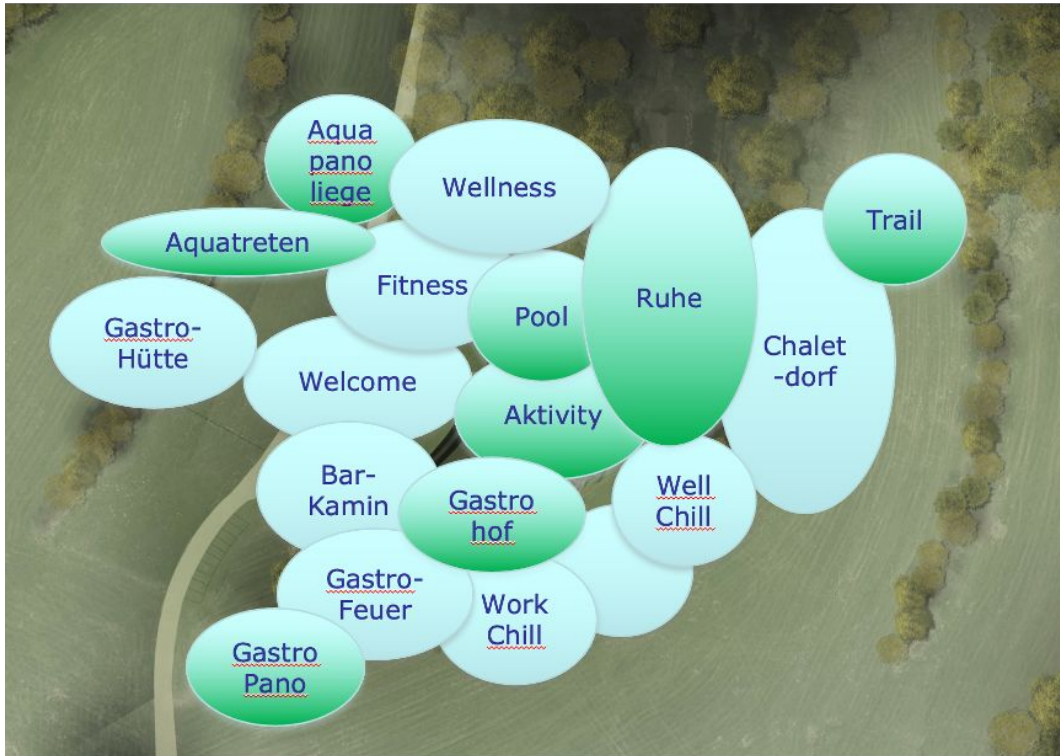 Aqua
pano
liege
Wellness
Trail
Aquatreten
Fitness
Pool
Ruhe
Gastro-
Hütte
Welcome
Chalet
-dorf
Aktivity
Bar-
Kamin
Gastro
hof
Well
Chill
Gastro-
Feuer
Work
Chill
Gastro
Pano